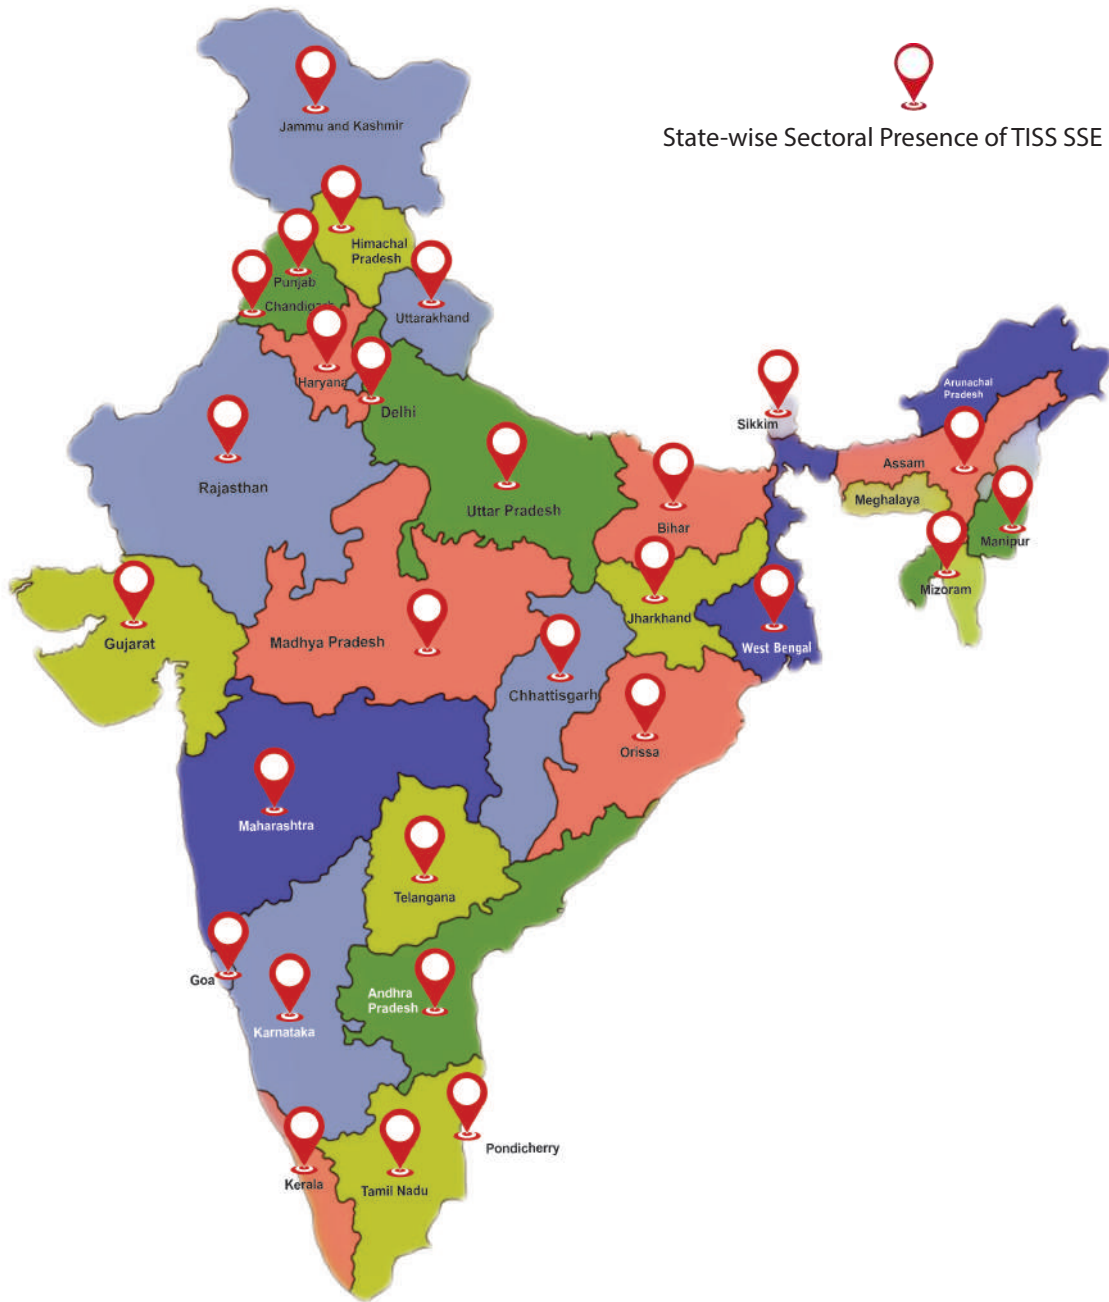 State-wise Sectoral Presence of TISS SSE
Jammu and Kashmir
Himachal
Pradesh
Punjab
Chandigarh
Uttarakhand
Haryana
Delhi
Arunachal
Pradesh
Sikkim
Assam
Rajasthan
Uttar Pradesh
Meghalaya
Bihar
Manipur
Mizoram
Jharkhand
Gujarat
Madhya Pradesh
West Bengal
Chhattisgarh
Orissa
Maharashtra
Telangana
Goa
Andhra
Pradesh
Karnataka
Pondicherry
Kerala
Tamil Nadu